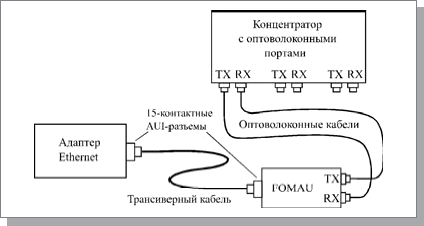 Концентратор
с оптоволоконными
портами
TX RX
TX RX
TX RX
15-контактные
AUI-разъемы
Оптоволоконные кабели
Адаптер
Ethernet
TX
FOMAU
RX
Трансиверный кабель